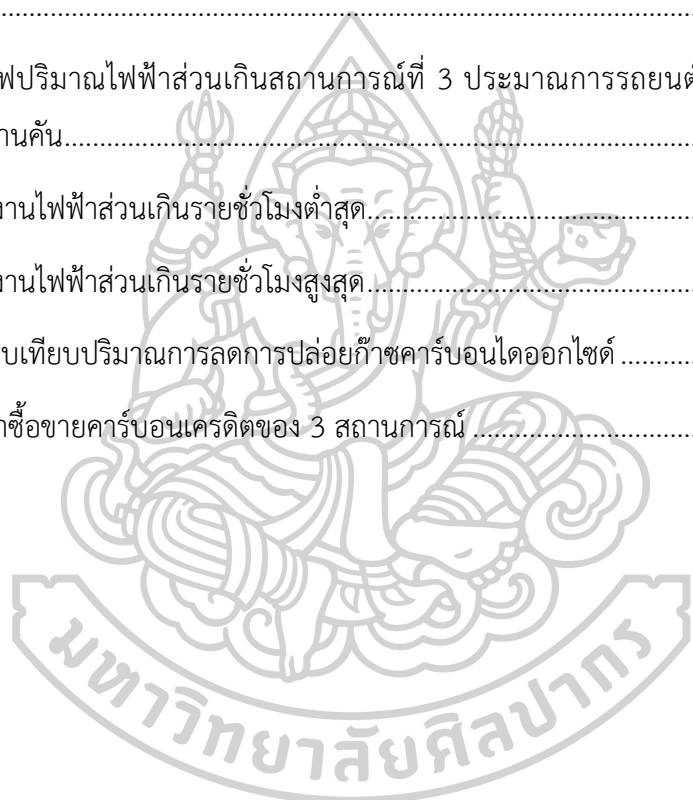 ....................................................................................................
ฟปริมาณไฟฟ้าส่วนเกินสถานการณ์ที่ 3 ประมาณการรถยนต์
านคัน....................................................................................
งานไฟฟ้าส่วนเกินรายชั่วโมงต่ำสุด.............................................
งานไฟฟ้าส่วนเกินรายชั่วโมงสูงสุด.............................................
บเทียบปริมาณการลดการปล่อยก๊าซคาร์บอนไดออกไซด์ ...........
าซื้อขายคาร์บอนเครดิตของ 3 สถานการณ์ ..............................
มหาวิทยาลัยศิลปากร